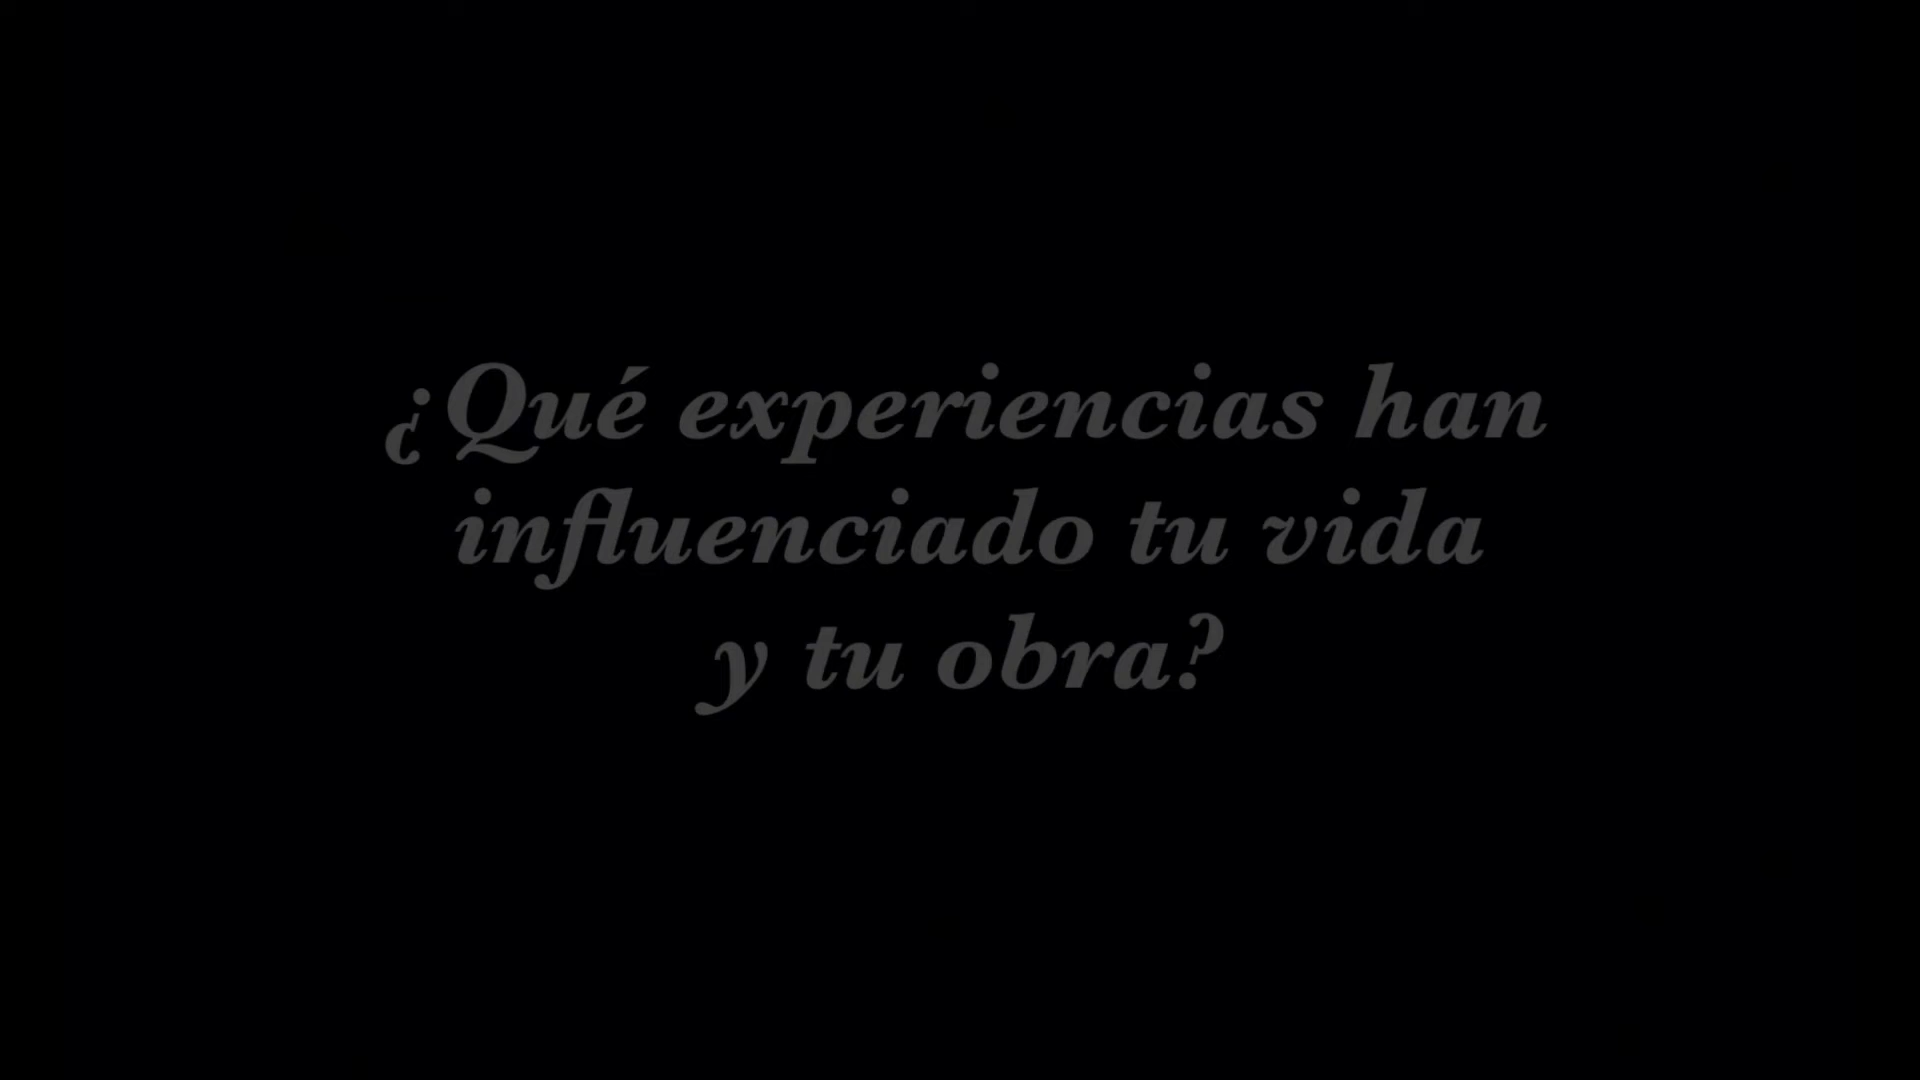 ¿Qué experiencias han
influenciado tu vida
y tu obra?